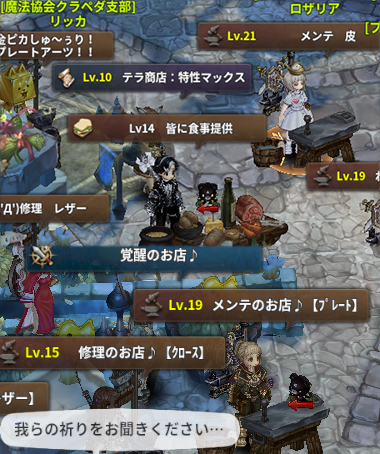 [魔法協会クラペダ支部]
リッカ
ロザリア
金ピカしゅ～ぅり！
プレートアーツ！！
Lv.21 メンテ 皮
Lv.10 テラ商店：特性マックス
Lv14 皆に食事提供
Lv.19
'Д')修理 レザー
覚醒のお店♪
Lv.19 メンテのお店♪【ﾌﾟﾚｰﾄ】
Lv.15 修理のお店♪【ｸﾛｰｽ】
ザー】
我らの祈りをお聞きください…